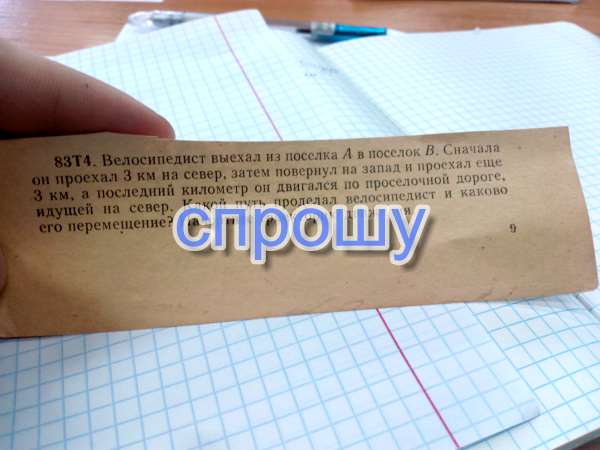 83Т4. Велосипедист выехал из поселка A в поселок B. Сначала
он проехал 3 км на север, затем повернул на запад и проехал еще
3 км, а последний километр он двигался по проселочной дороге,
идущей на север. Какой путь проделал велосипедист и каково
его перемещение?
9
спрошу